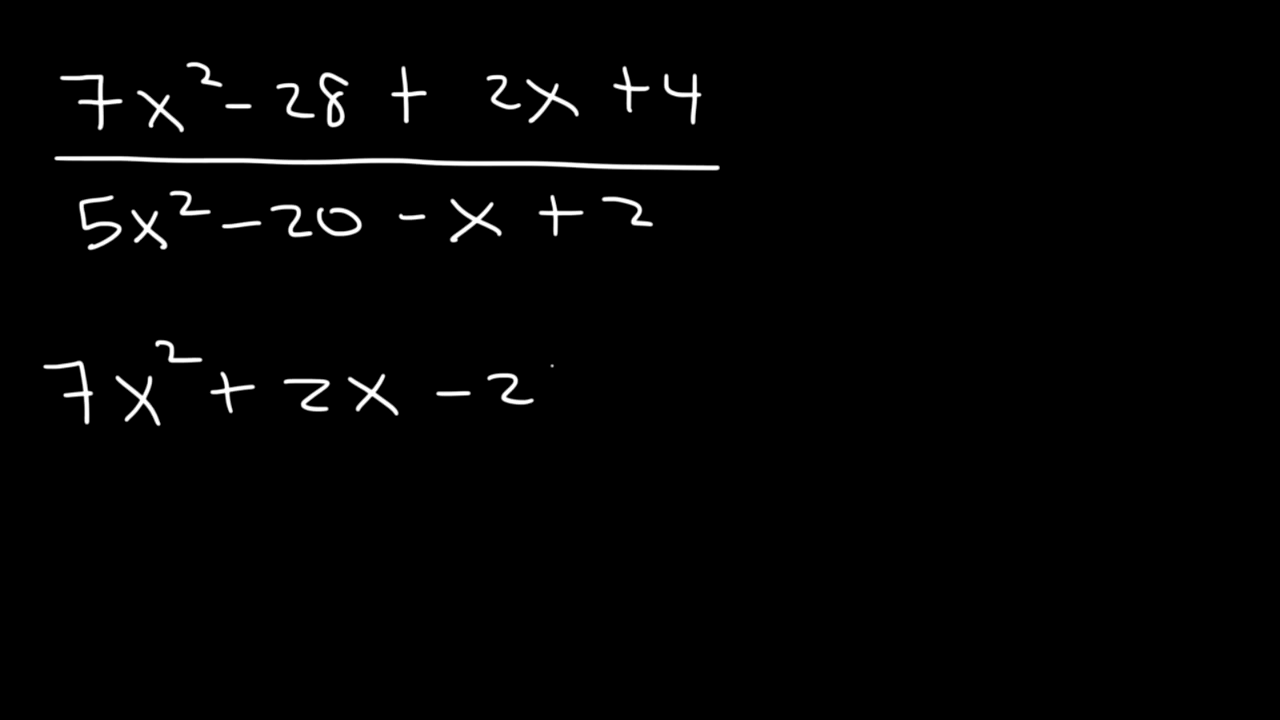 7x² - 28 + 2x + 4
5x² - 20 - x + 2
7x² + 2x - 2